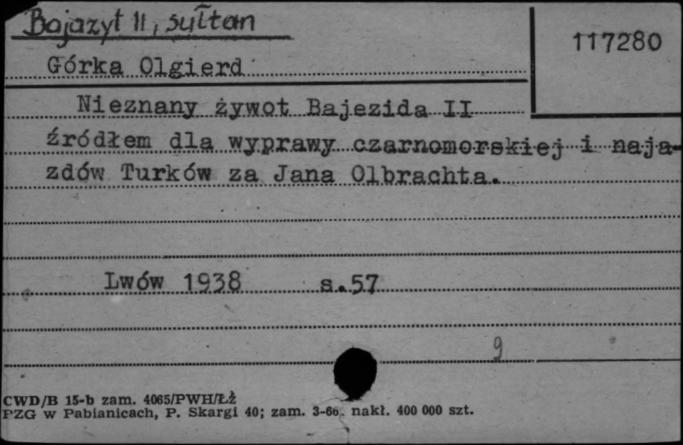 Bajazyt II, sułtan
117280
Górka Olgierd
Nieznany żywot Bajezida II
źródłem dla wyprawy czarnomorskiej i naja-
zdów Turków za Jana Olbrachta.
Lwów 1938 s.57
9
CWD/B 15-b zam. 4065/PWH/Łż
PZG w Pabianicach, P. Skargi 40; zam. 3-66. nakł. 400 000 szt.